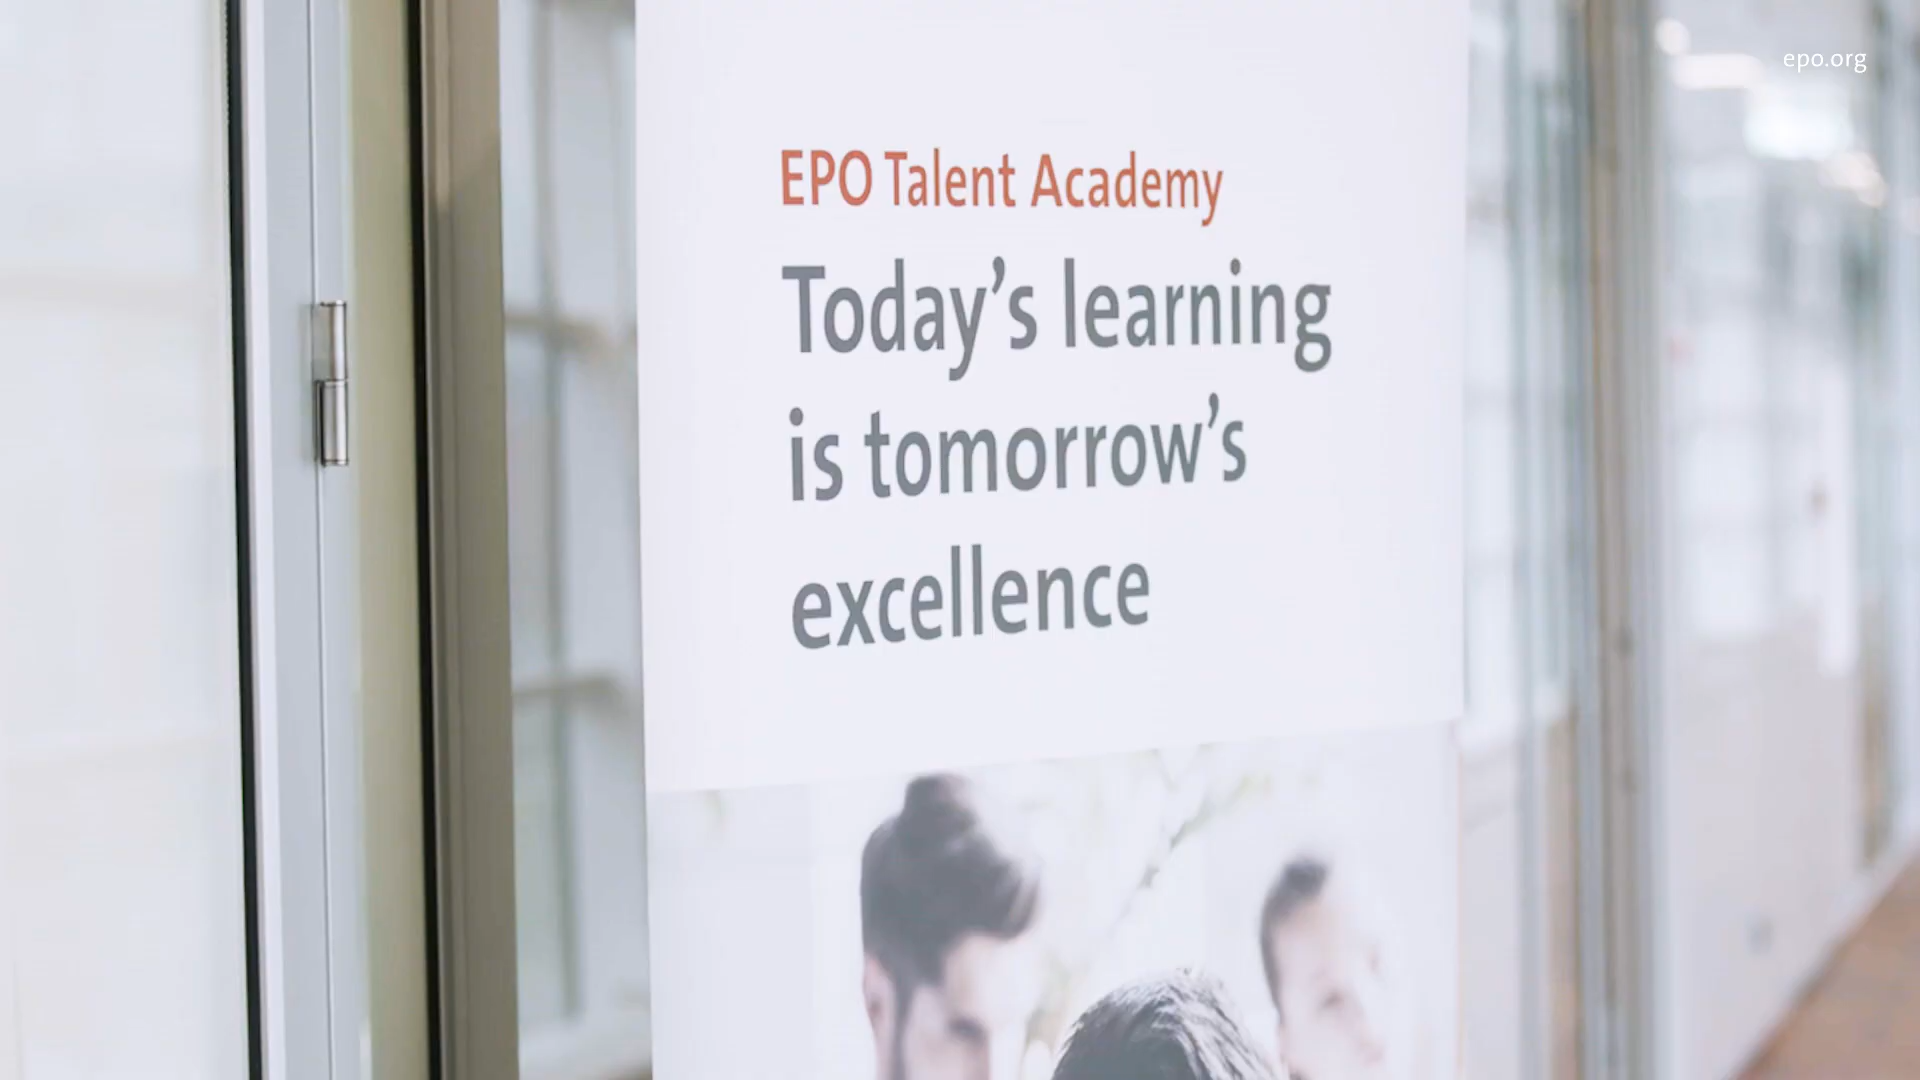 epo.org
EPO Talent Academy
Today’s learning
is tomorrow’s
excellence